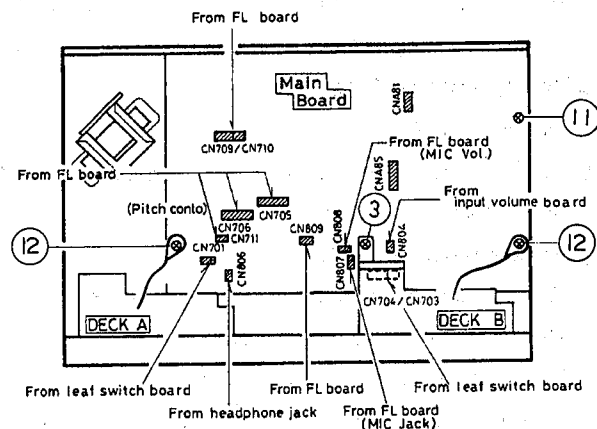 From FL board
Main
Board
CNA81
11
CN709/CN710
From FL board
(MIC Vol.)
From FL board
CNA85
From
input volume board
(Pitch conto)
CN705
CN706
CN711
CN809
CN808
3
CN804
12
12
CN701
CN806
CN807
CN704/CN703
DECK A
DECK B
From leaf switch board
From FL board
From leaf switch board
From headphone jack
From FL board
(MIC Jack)